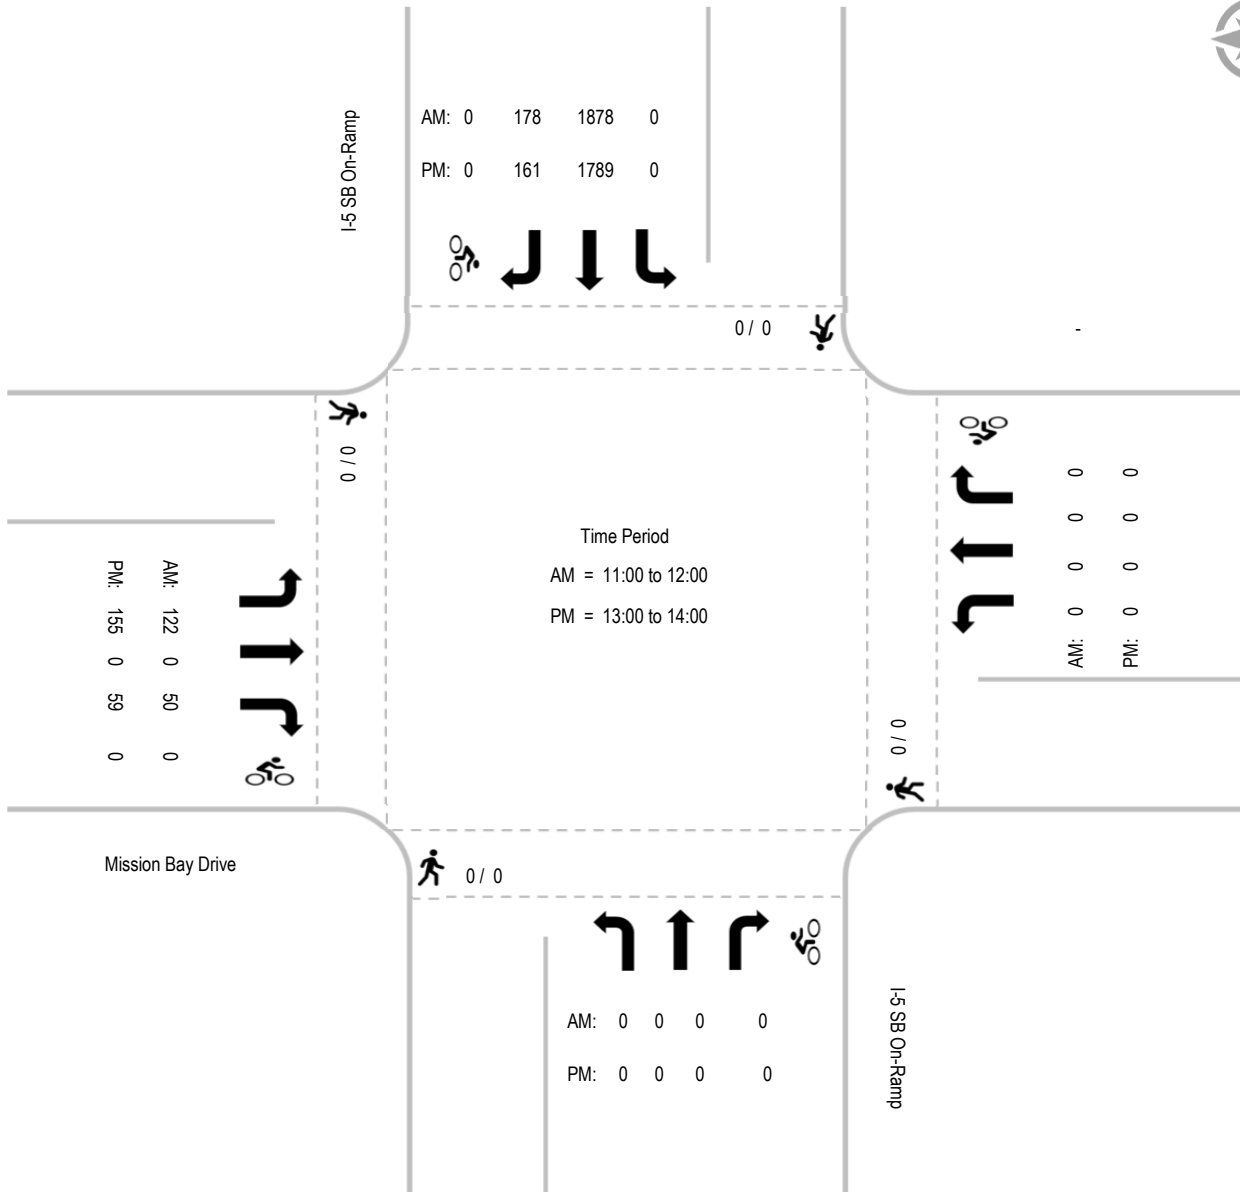 I-5 SB On-Ramp
AM: 0 178 1878 0
PM: 0 161 1789 0
0 / 0
-
0 / 0
Time Period
AM = 11:00 to 12:00
PM = 13:00 to 14:00
AM: 0 0 0 0
PM: 0 0 0 0
AM: 122 0 50 0
PM: 155 0 59 0
0 / 0
Mission Bay Drive
0 / 0
AM: 0 0 0 0
PM: 0 0 0 0
I-5 SB On-Ramp